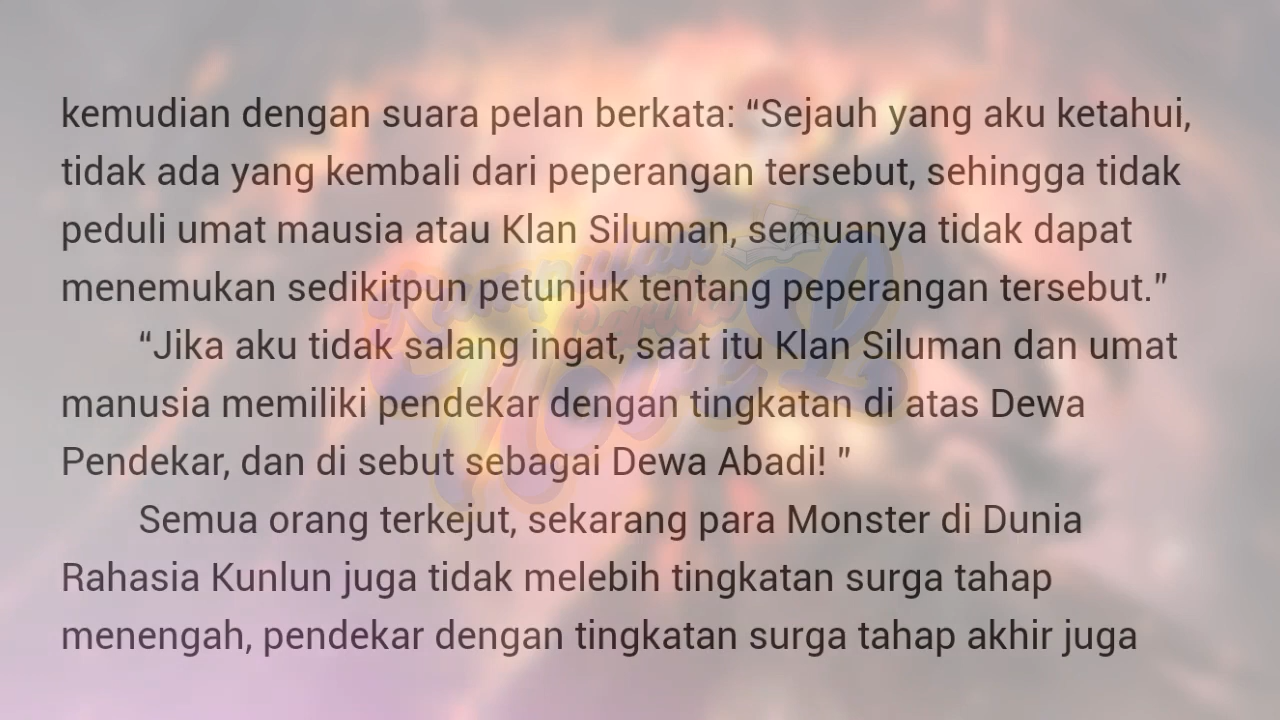 kemudian dengan suara pelan berkata: “Sejauh yang aku ketahui,
tidak ada yang kembali dari peperangan tersebut, sehingga tidak
peduli umat mausia atau Klan Siluman, semuanya tidak dapat
menemukan sedikitpun petunjuk tentang peperangan tersebut.”
“Jika aku tidak salang ingat, saat itu Klan Siluman dan umat
manusia memiliki pendekar dengan tingkatan di atas Dewa
Pendekar, dan di sebut sebagai Dewa Abadi! ”
Semua orang terkejut, sekarang para Monster di Dunia
Rahasia Kunlun juga tidak melebih tingkatan surga tahap
menengah, pendekar dengan tingkatan surga tahap akhir juga